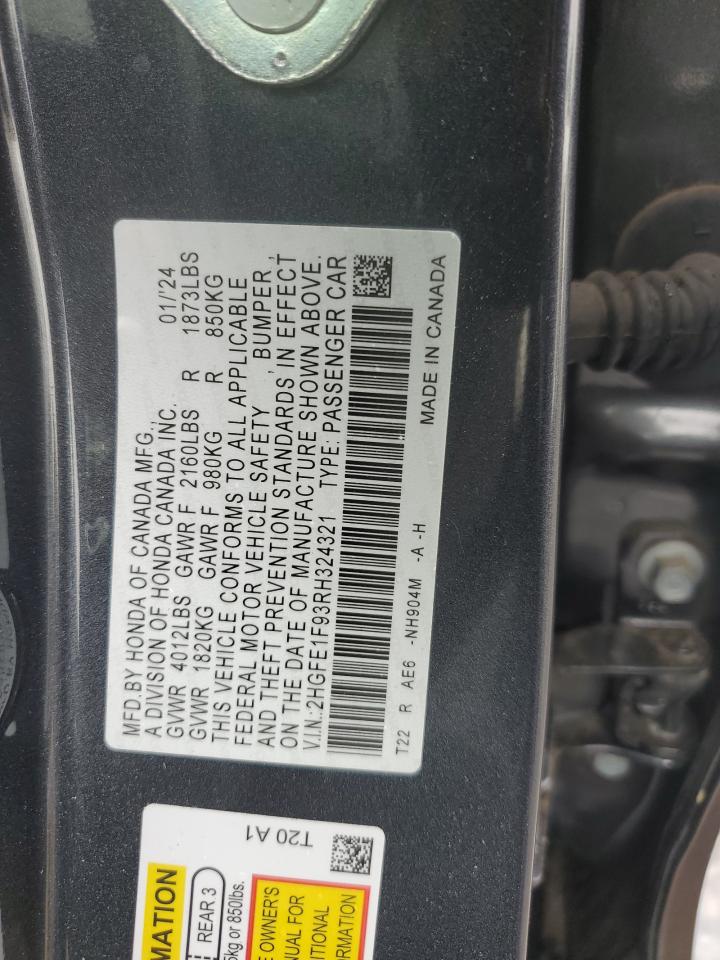 MFD.BY HONDA OF CANADA MFG.,
A DIVISION OF HONDA CANADA INC. 01/'24
GVWR 4012LBS GAWR F 2160LBS R 1873LBS
GVWR 1820KG GAWR F 980KG R 850KG
THIS VEHICLE CONFORMS TO ALL APPLICABLE
FEDERAL MOTOR VEHICLE SAFETY, BUMPER,
AND THEFT PREVENTION STANDARDS IN EFFECT
ON THE DATE OF MANUFACTURE SHOWN ABOVE.
V.I.N.:2HGFE1F93RH324321 TYPE: PASSENGER CAR
T22 R AE6 -NH904M -A -H MADE IN CANADA
T20 A1
MATION
REAR 3
5kg or 850lbs.
E OWNER'S
NUAL FOR
ITIONAL
ORMATION